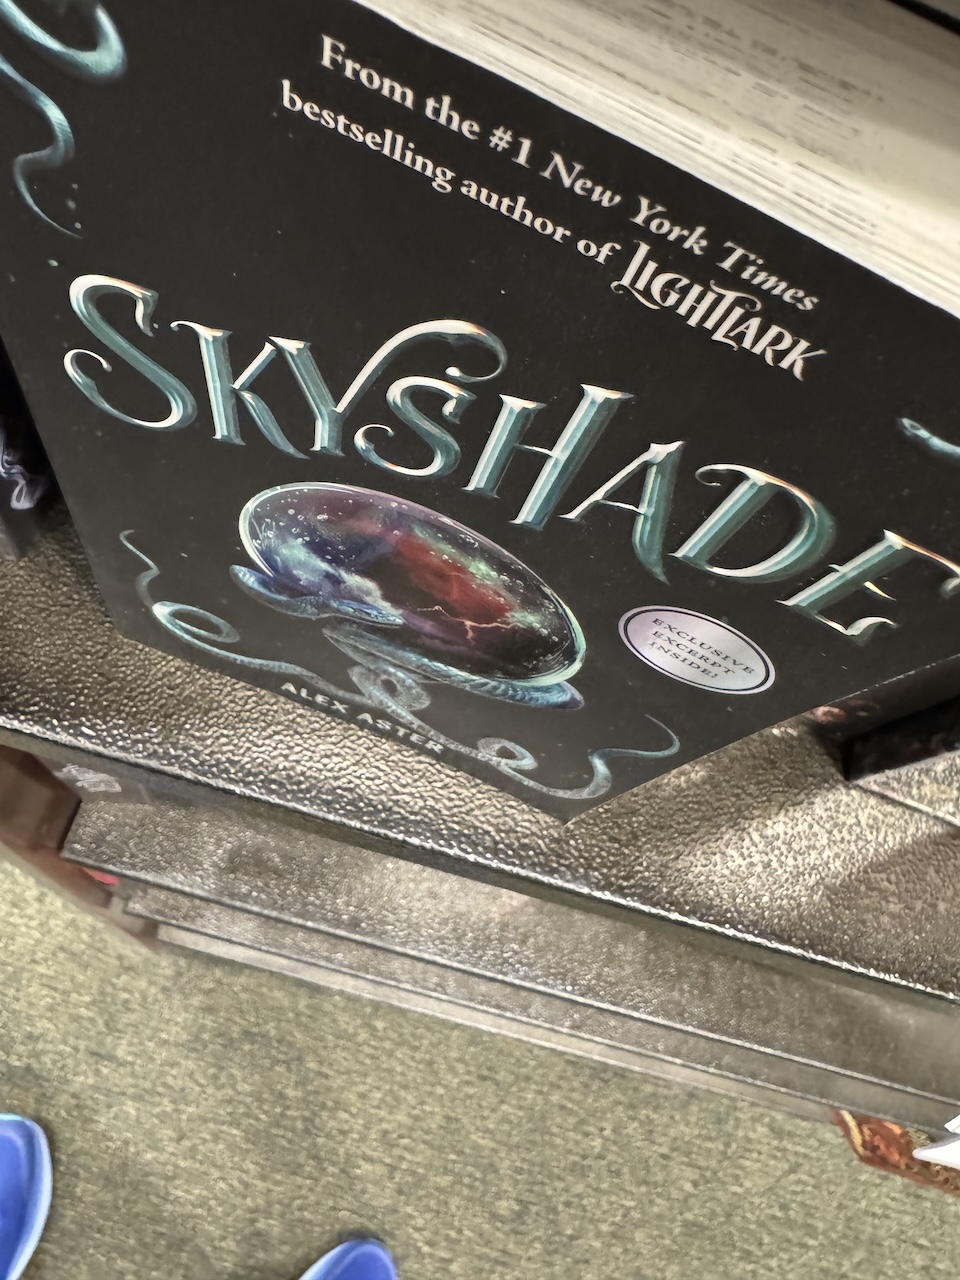 From the #1 New York Times
bestselling author of LIGHTLARK
SKYSHADE
EXCLUSIVE
EXCERPT
INSIDE!
ALEX ASTER